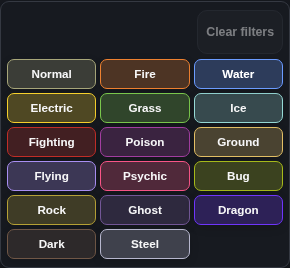 Clear filters
Normal Fire Water
Electric Grass Ice
Fighting Poison Ground
Flying Psychic Bug
Rock Ghost Dragon
Dark Steel